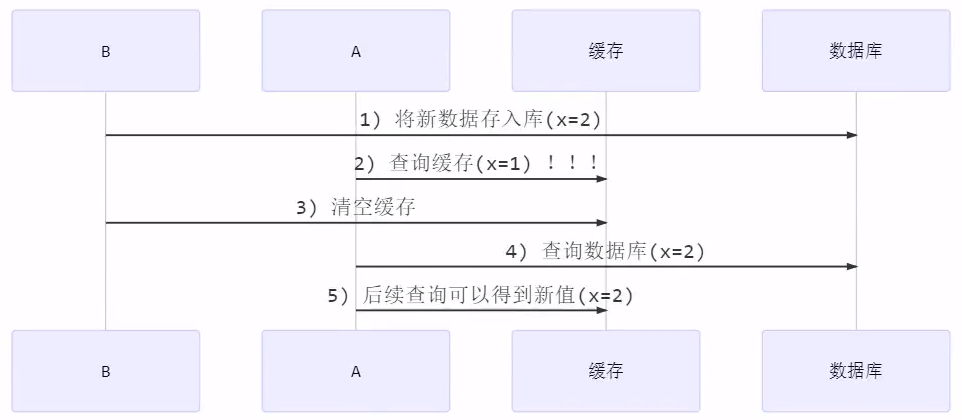 B A 缓存 数据库
1) 将新数据存入库(x=2)
2) 查询缓存(x=1) ！！！
3) 清空缓存
4) 查询数据库(x=2)
5) 后续查询可以得到新值(x=2)
B A 缓存 数据库